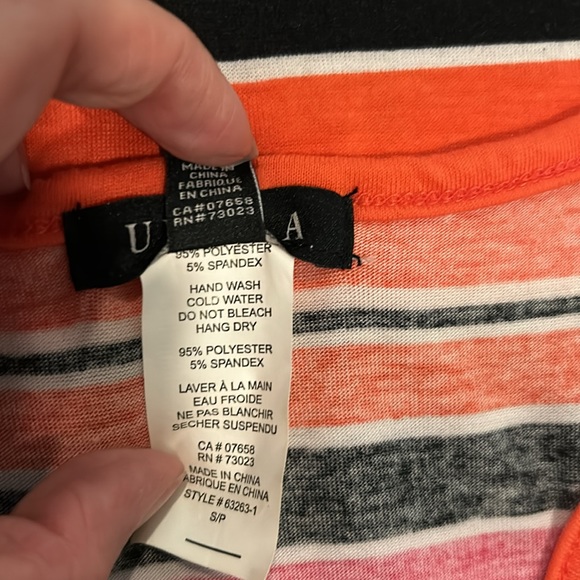 MADE IN
CHINA
FABRIQUE
EN CHINA
CA#07658
RN#73023
U A
95% POLYESTER
5% SPANDEX
HAND WASH
COLD WATER
DO NOT BLEACH
HANG DRY
95% POLYESTER
5% SPANDEX
LAVER À LA MAIN
EAU FROIDE
NE PAS BLANCHIR
SECHER SUSPENDU
CA # 07658
RN # 73023
MADE IN CHINA
FABRIQUE EN CHINA
STYLE # 63263-1
S/P